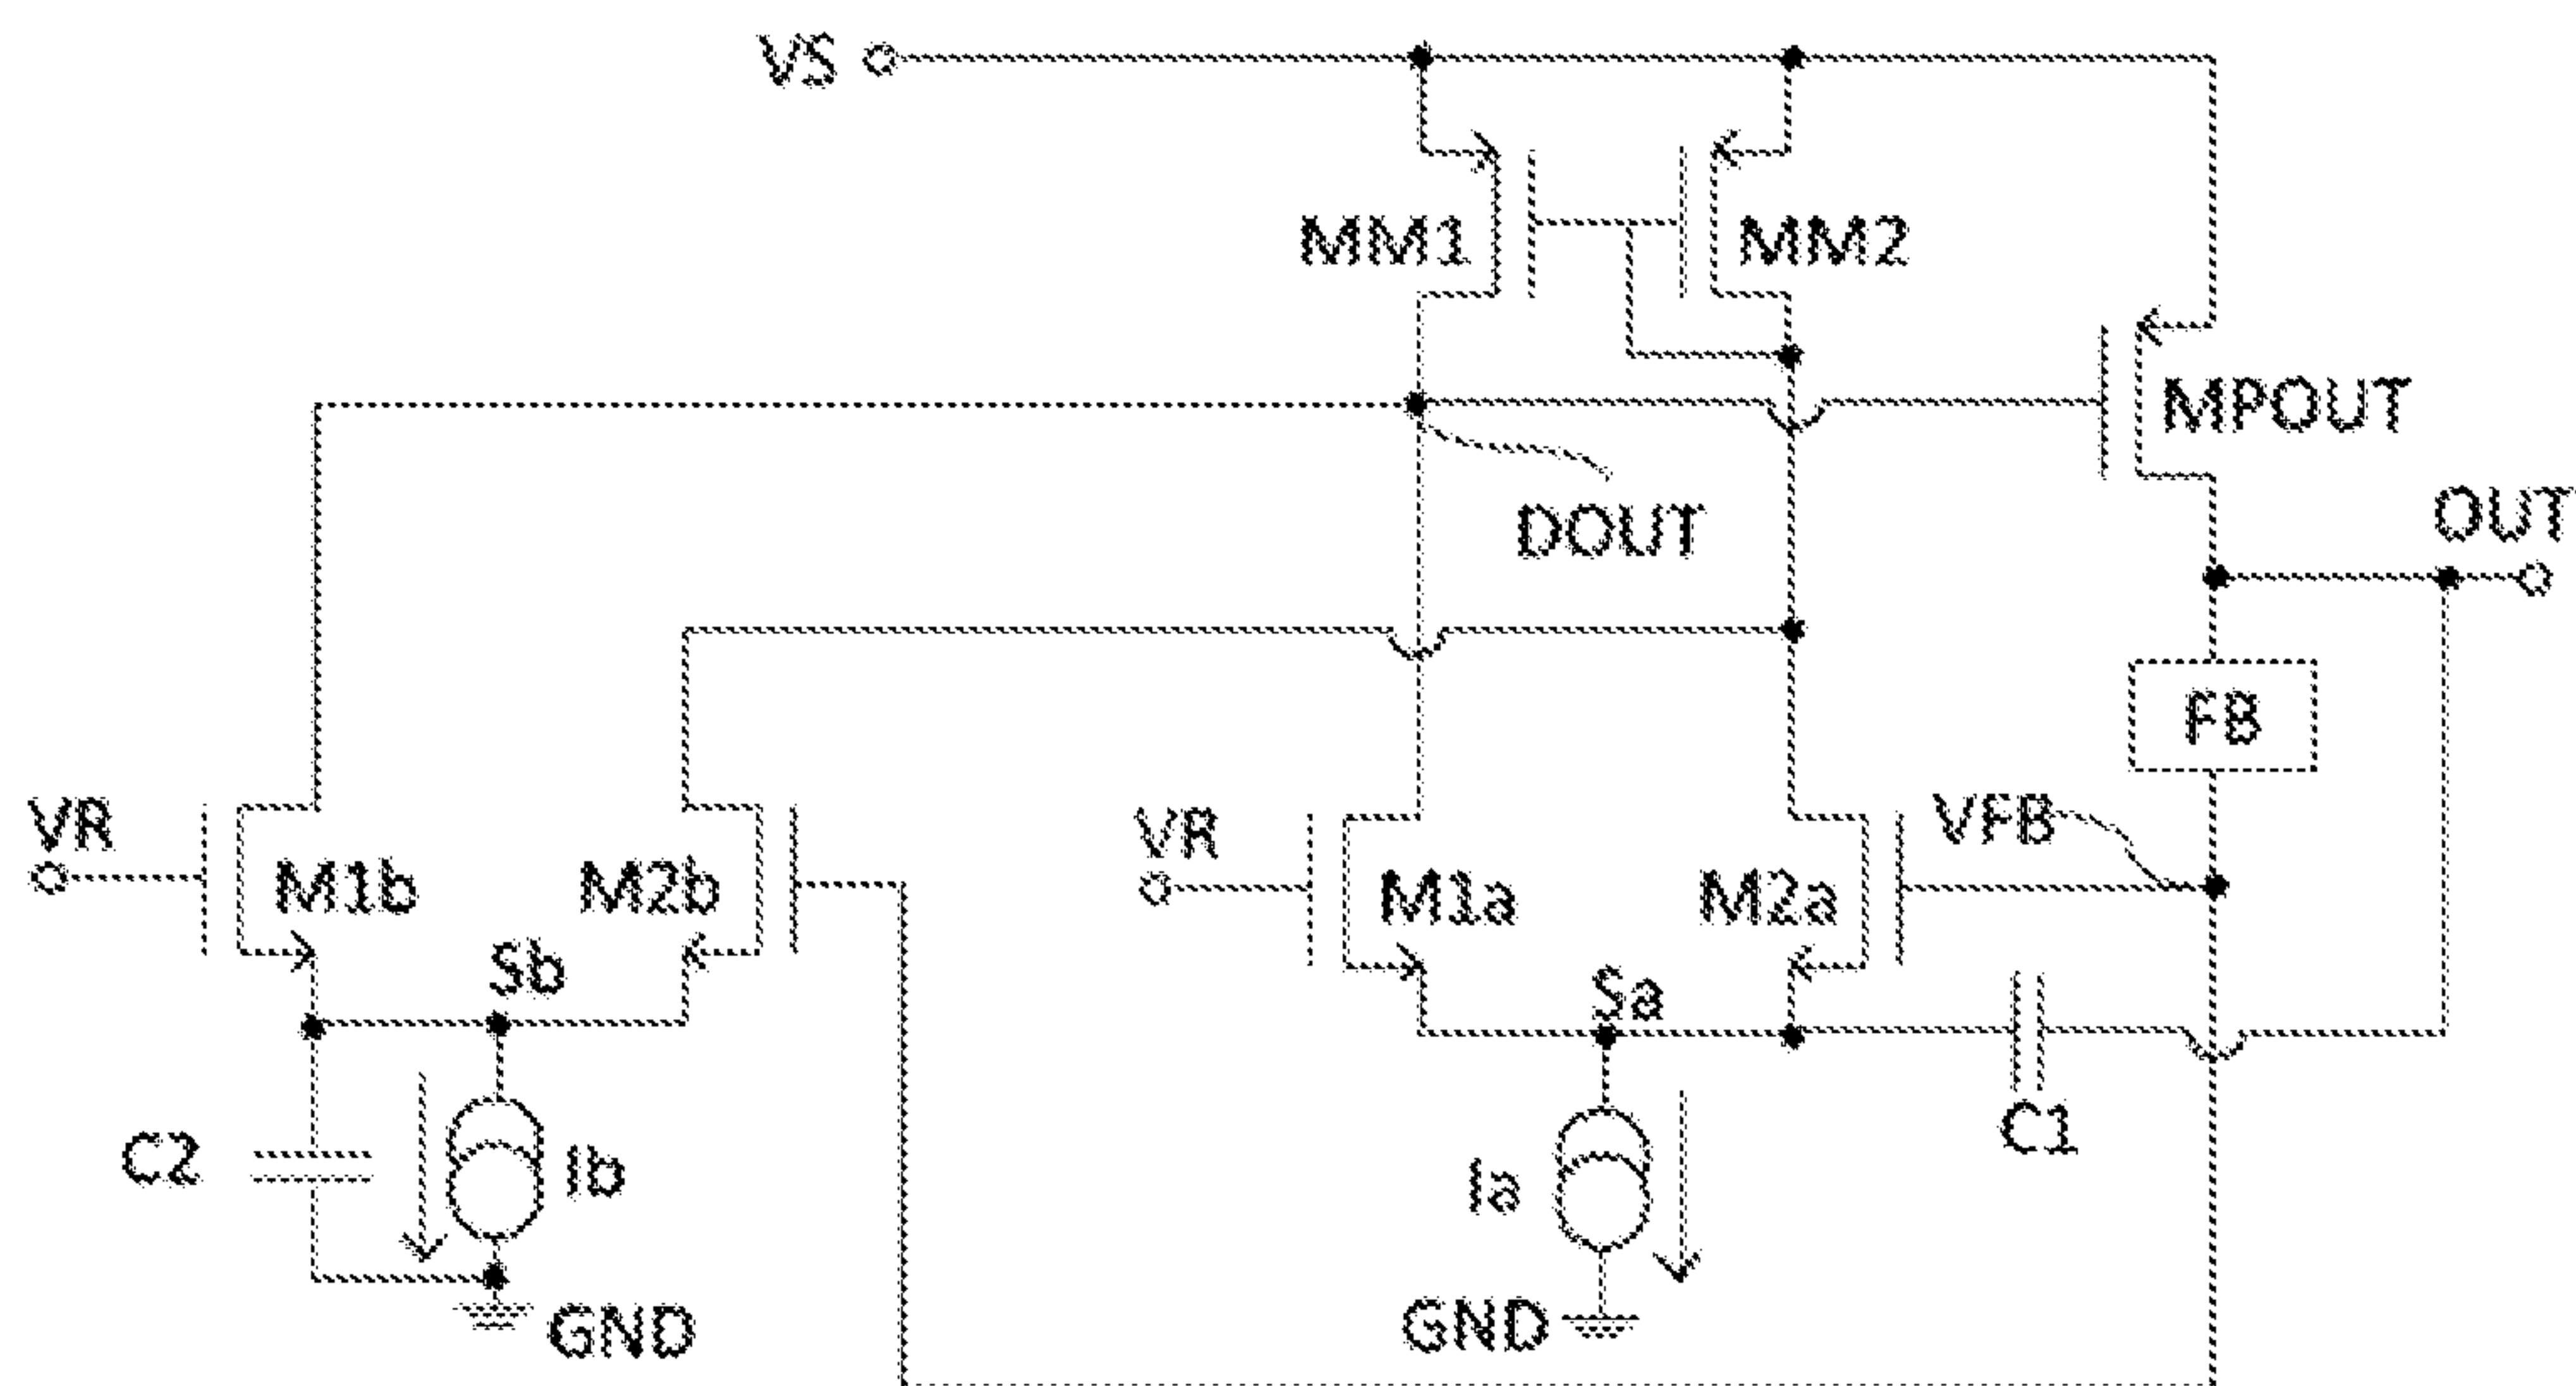 VS
MM1
MM2
MPOUT
DOUT
OUT
FB
VR
M1b
M2b
VR
M1a
M2a
VFB
Sb
Sa
C2
Ib
Ia
C1
GND
GND